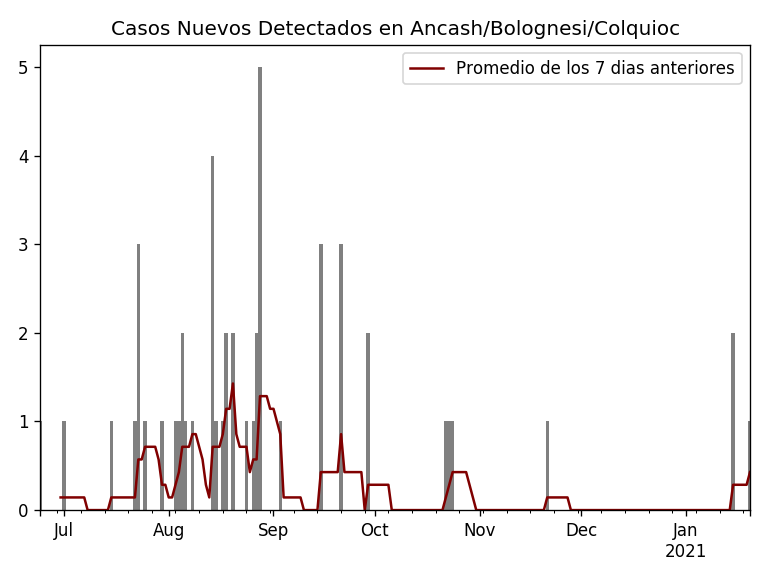 Casos Nuevos Detectados en Ancash/Bolognesi/Colquioc
Promedio de los 7 dias anteriores
5
4
3
2
1
0
Jul Aug Sep Oct Nov Dec Jan
2021